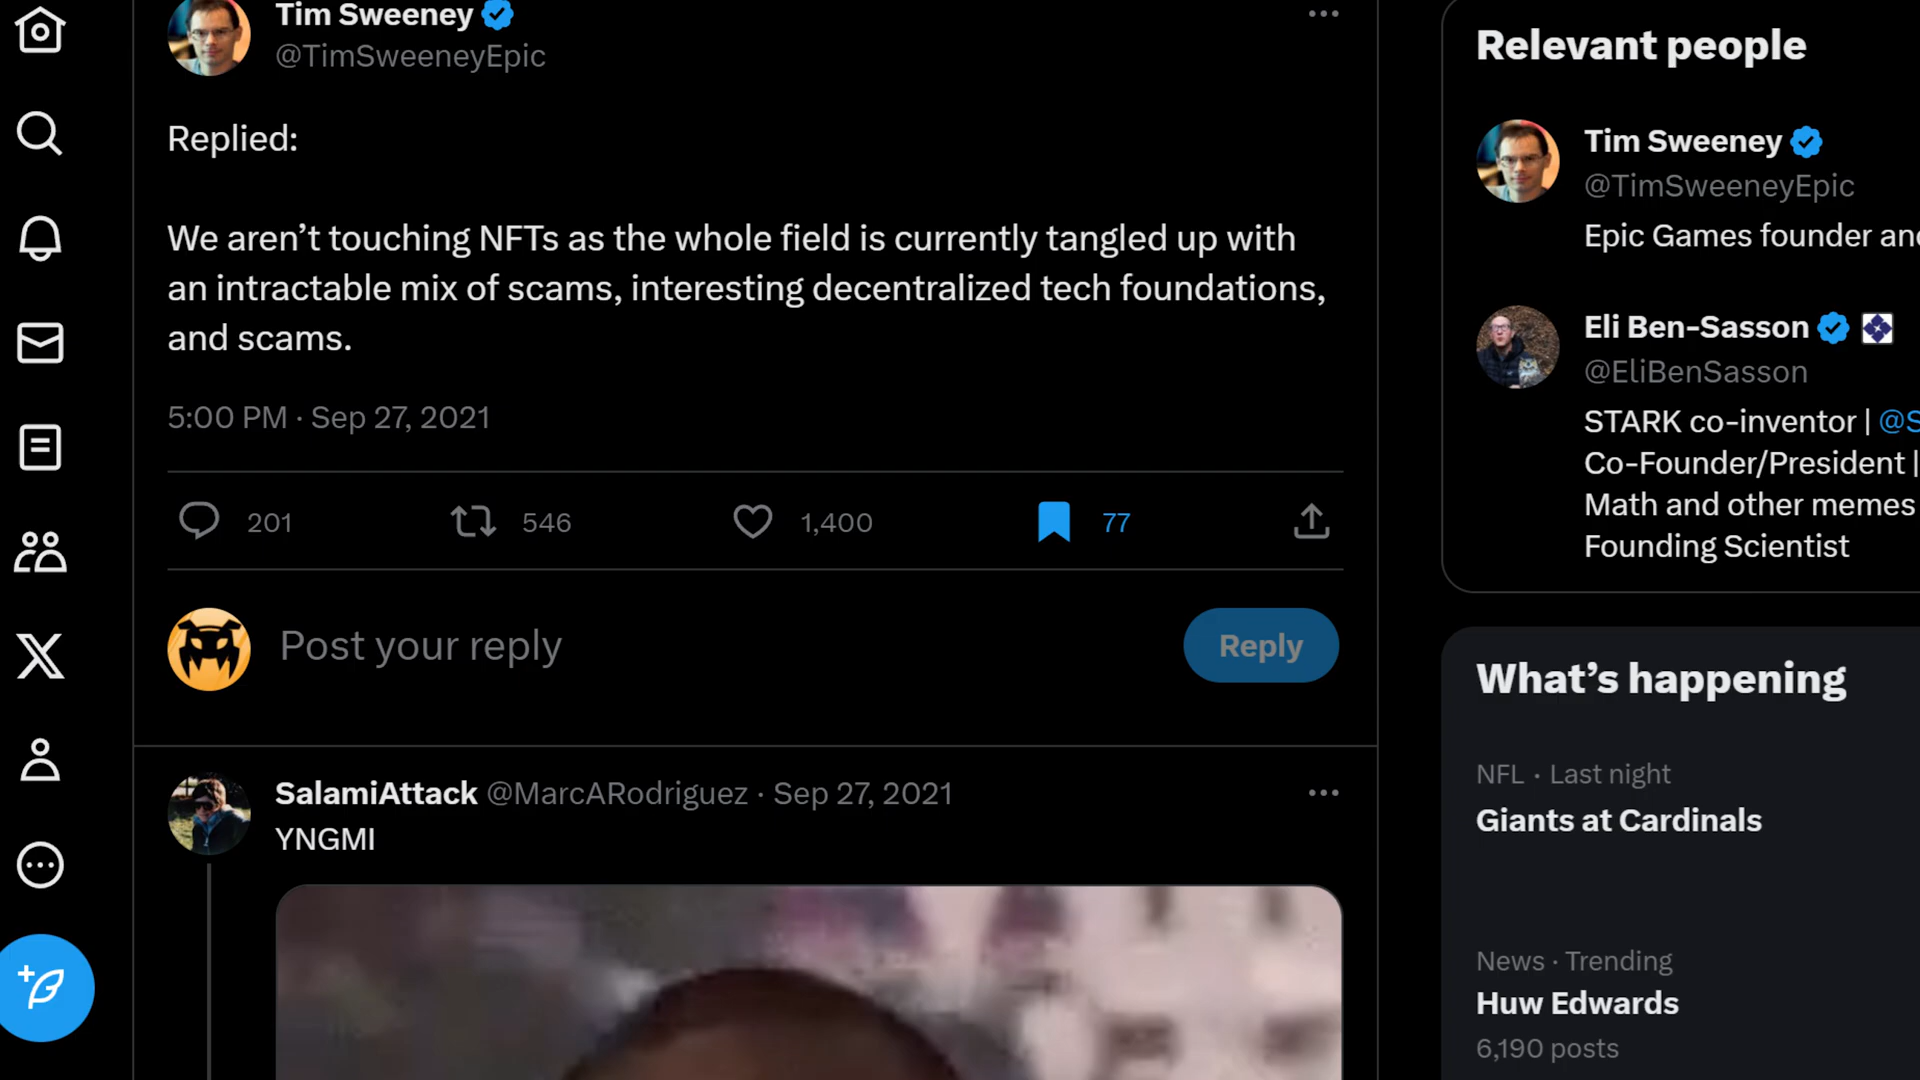 Tim Sweeney
@TimSweeneyEpic
Replied:
We aren’t touching NFTs as the whole field is currently tangled up with
an intractable mix of scams, interesting decentralized tech foundations,
and scams.
5:00 PM · Sep 27, 2021
201 546 1,400 77
Post your reply
Reply
SalamiAttack @MarcARodriguez · Sep 27, 2021
YNGMI
Relevant people
Tim Sweeney
@TimSweeneyEpic
Epic Games founder
Eli Ben-Sasson
@EliBenSasson
STARK co-inventor |
Co-Founder/President |
Math and other memes
Founding Scientist
What’s happening
NFL · Last night
Giants at Cardinals
News · Trending
Huw Edwards
6,190 posts